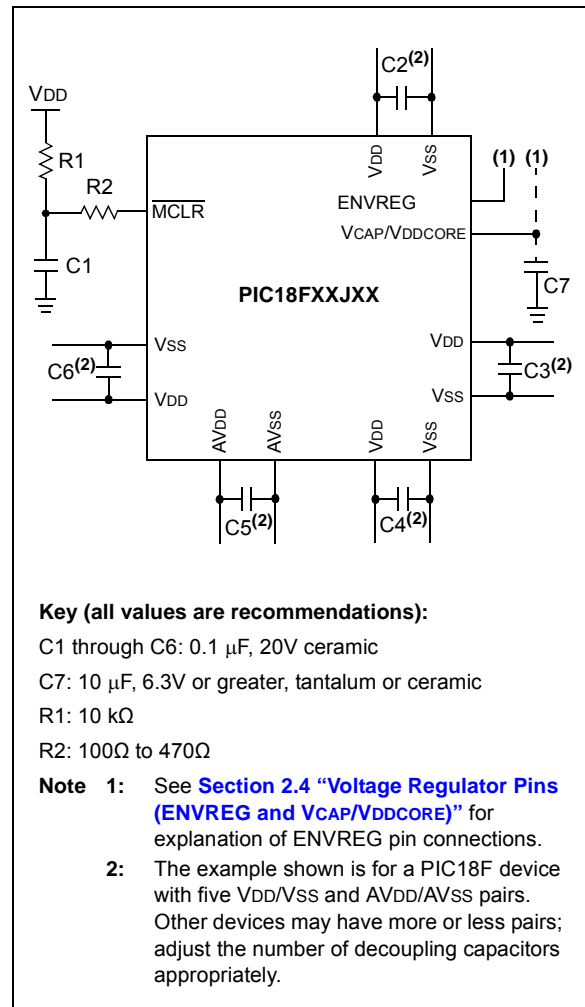 C2(2)
VDD
R1
R2
C1
MCLR
VDD
VSS
ENVREG
VCAP/VDDCORE
(1) (1)
C7
PIC18FXXJXX
VSS
C6(2)
VDD
VDD
C3(2)
VSS
AVDD
AVSS
VDD
VSS
C5(2)
C4(2)
Key (all values are recommendations):
C1 through C6: 0.1 μF, 20V ceramic
C7: 10 μF, 6.3V or greater, tantalum or ceramic
R1: 10 kΩ
R2: 100Ω to 470Ω
Note 1: See Section 2.4 “Voltage Regulator Pins
(ENVREG and VCAP/VDDCORE)” for
explanation of ENVREG pin connections.
2: The example shown is for a PIC18F device
with five VDD/VSS and AVDD/AVSS pairs.
Other devices may have more or less pairs;
adjust the number of decoupling capacitors
appropriately.